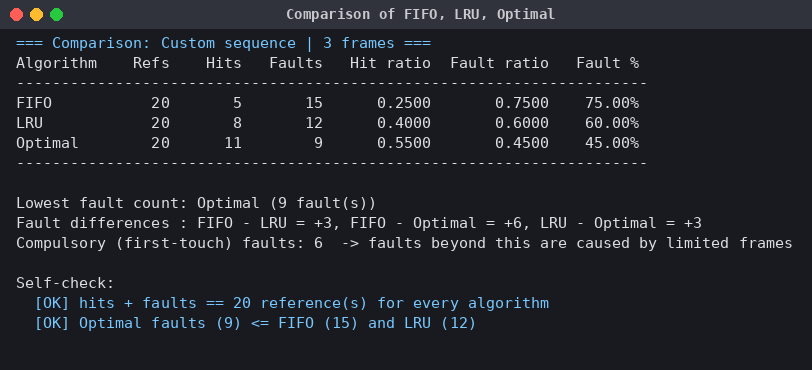 Comparison of FIFO, LRU, Optimal
=== Comparison: Custom sequence | 3 frames ===
Algorithm    Refs    Hits   Faults   Hit ratio  Fault ratio   Fault %
---------------------------------------------------------------------
FIFO           20       5       15      0.2500       0.7500    75.00%
LRU            20       8       12      0.4000       0.6000    60.00%
Optimal        20      11        9      0.5500       0.4500    45.00%
---------------------------------------------------------------------
Lowest fault count: Optimal (9 fault(s))
Fault differences : FIFO - LRU = +3, FIFO - Optimal = +6, LRU - Optimal = +3
Compulsory (first-touch) faults: 6  -> faults beyond this are caused by limited frames
Self-check:
  [OK] hits + faults == 20 reference(s) for every algorithm
  [OK] Optimal faults (9) <= FIFO (15) and LRU (12)